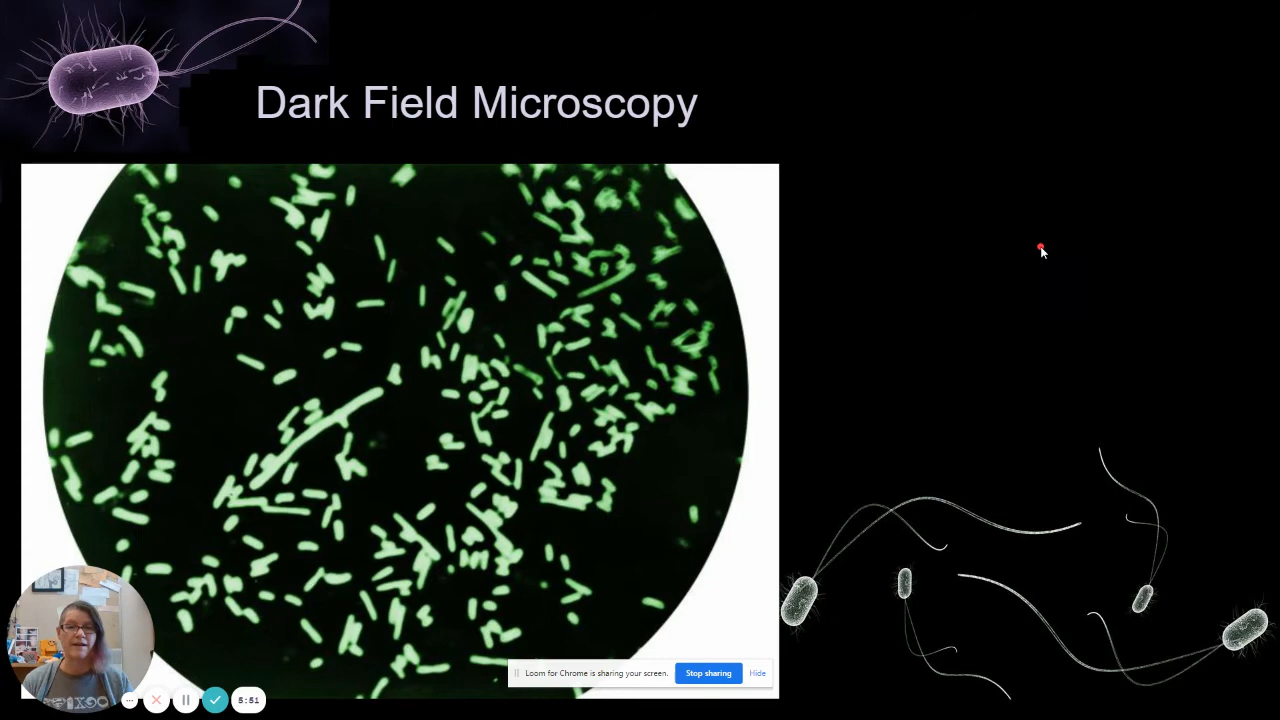 Dark Field Microscopy
Loom for Chrome is sharing your screen.
Stop sharing
Hide
5:51